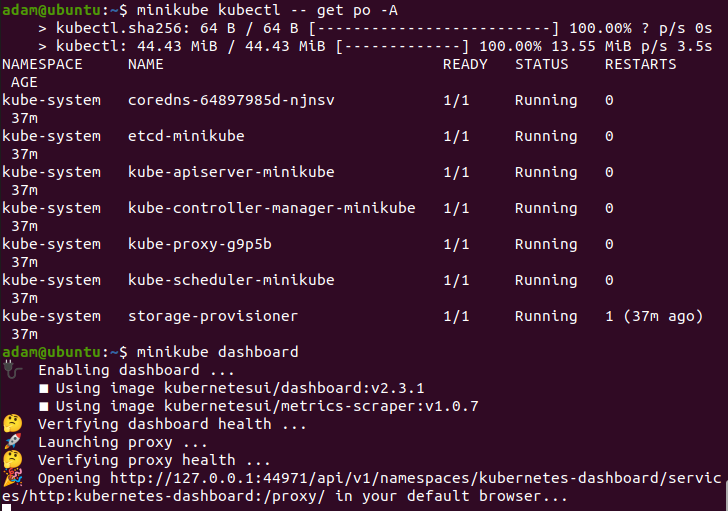 adam@ubuntu:~$ minikube kubectl -- get po -A
    > kubectl.sha256: 64 B / 64 B [--------------------------] 100.00% ? p/s 0s
    > kubectl: 44.43 MiB / 44.43 MiB [-------------] 100.00% 13.55 MiB p/s 3.5s
NAMESPACE     NAME                               READY   STATUS    RESTARTS
 AGE
kube-system   coredns-64897985d-njnsv            1/1     Running   0
 37m
kube-system   etcd-minikube                      1/1     Running   0
 37m
kube-system   kube-apiserver-minikube            1/1     Running   0
 37m
kube-system   kube-controller-manager-minikube   1/1     Running   0
 37m
kube-system   kube-proxy-g9p5b                   1/1     Running   0
 37m
kube-system   kube-scheduler-minikube            1/1     Running   0
 37m
kube-system   storage-provisioner                1/1     Running   1 (37m ago)
 37m
adam@ubuntu:~$ minikube dashboard
🔌  Enabling dashboard ...
    ▪ Using image kubernetesui/dashboard:v2.3.1
    ▪ Using image kubernetesui/metrics-scraper:v1.0.7
🤔  Verifying dashboard health ...
🚀  Launching proxy ...
🤔  Verifying proxy health ...
🎉  Opening http://127.0.0.1:44971/api/v1/namespaces/kubernetes-dashboard/servic
es/http:kubernetes-dashboard:/proxy/ in your default browser...